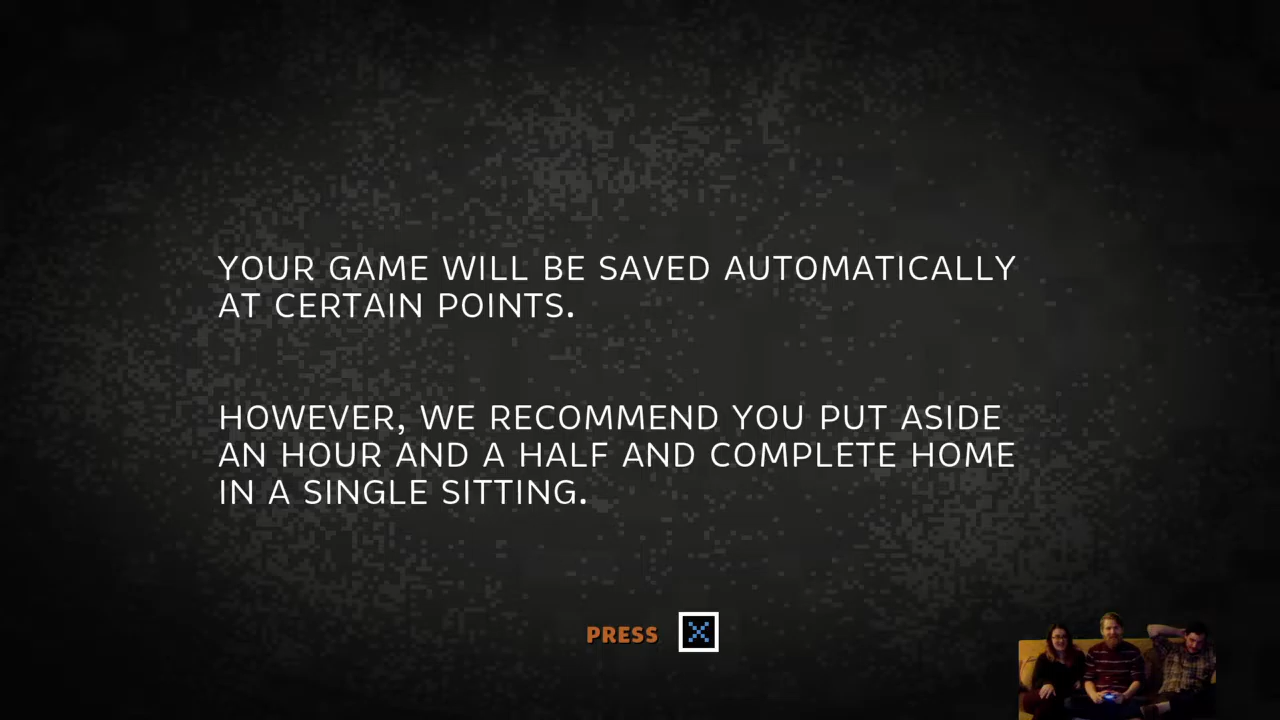 YOUR GAME WILL BE SAVED AUTOMATICALLY
AT CERTAIN POINTS.
HOWEVER, WE RECOMMEND YOU PUT ASIDE
AN HOUR AND A HALF AND COMPLETE HOME
IN A SINGLE SITTING.
PRESS X